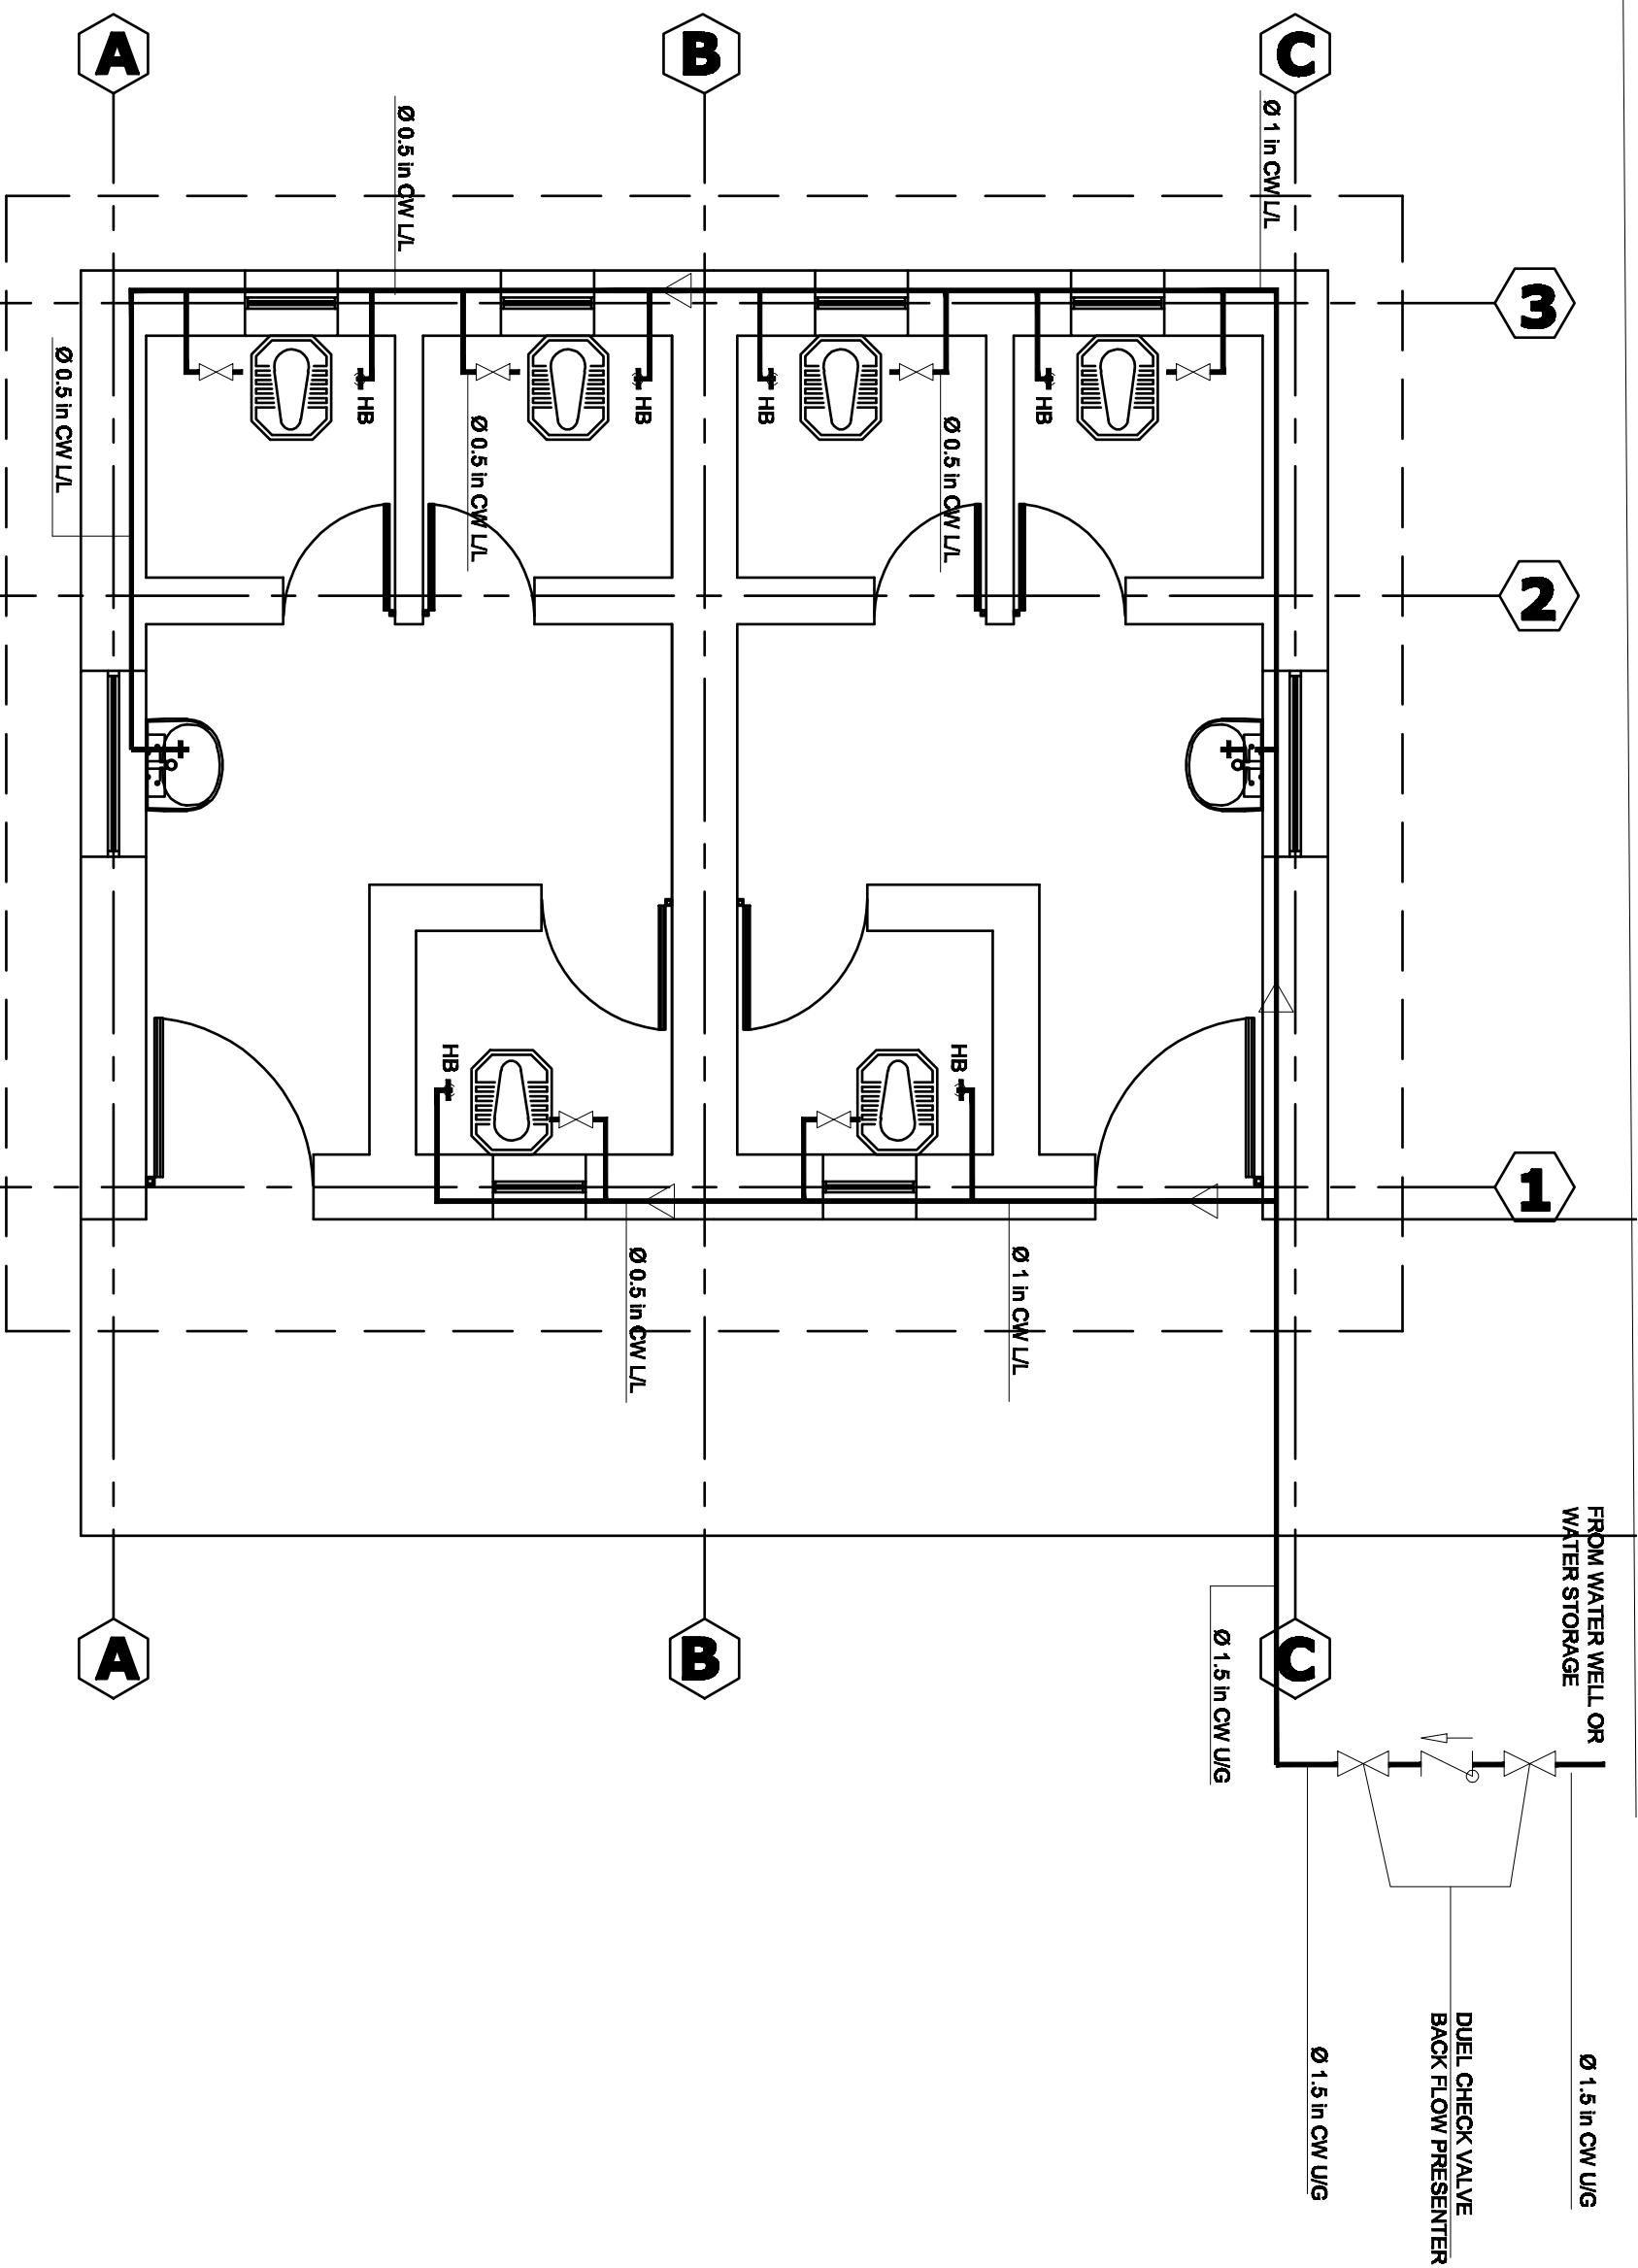 A
B
C
Ø 0.5 in CW L/L
Ø 1 in CW L/L
3
Ø 0.5 in CW L/L
HB
HB
HB
HB
Ø 0.5 in CW L/L
Ø 0.5 in CW L/L
2
HB
HB
1
Ø 0.5 in CW L/L
Ø 1 in CW L/L
FROM WATER WELL OR
WATER STORAGE
A
B
C
Ø 1.5 in CW U/G
DUEL CHECK VALVE
BACK FLOW PRESENTER
Ø 1.5 in CW U/G
Ø 1.5 in CW U/G